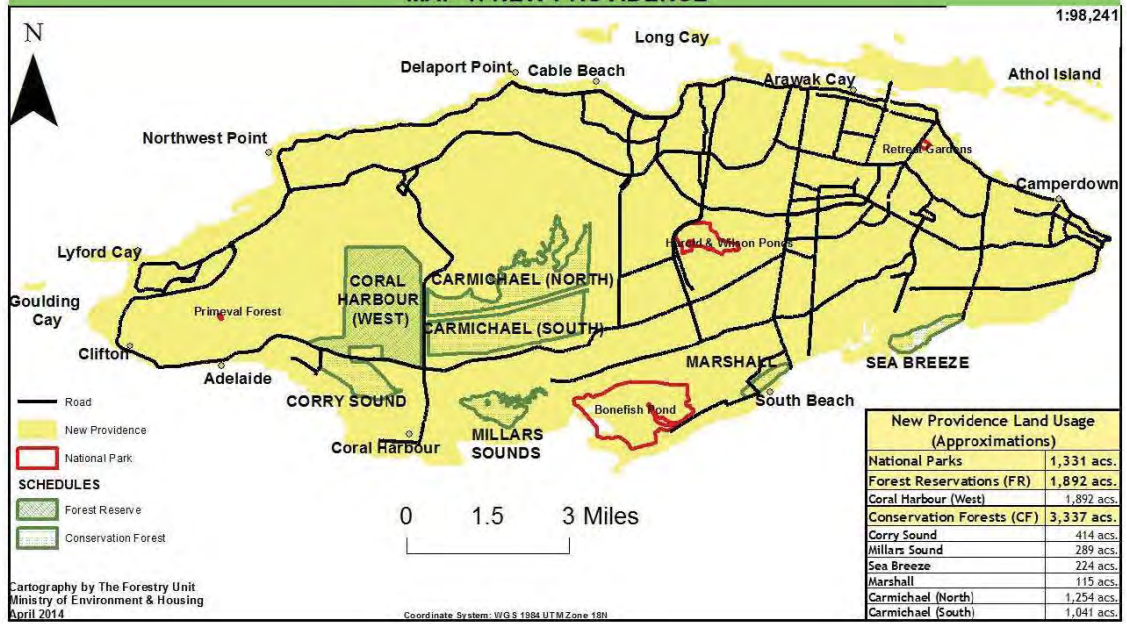 1:98,241
N
Long Cay
Delaport Point
Cable Beach
Arawak Cay
Athol Island
Northwest Point
Retreat Gardens
Camperdown
Lyford Cay
Harold & Wilson Ponds
CORAL
HARBOUR
(WEST)
CARMICHAEL (NORTH)
Goulding
Cay
Primeval Forest
CARMICHAEL (SOUTH)
Clifton
Adelaide
MARSHALL
SEA BREEZE
CORRY SOUND
Bonefish Pond
South Beach
MILLARS
SOUNDS
Coral Harbour
Road
New Providence
National Park
SCHEDULES
Forest Reserve
Conservation Forest
0 1.5 3 Miles
New Providence Land Usage
(Approximations)
National Parks 1,331 acs.
Forest Reservations (FR) 1,892 acs.
Coral Harbour (West) 1,892 acs.
Conservation Forests (CF) 3,337 acs.
Corry Sound 414 acs.
Millars Sound 289 acs.
Sea Breeze 224 acs.
Marshall 115 acs.
Carmichael (North) 1,254 acs.
Carmichael (South) 1,041 acs.
Cartography by The Forestry Unit
Ministry of Environment & Housing
April 2014
Coordinate System: WGS 1984 UTM Zone 18N